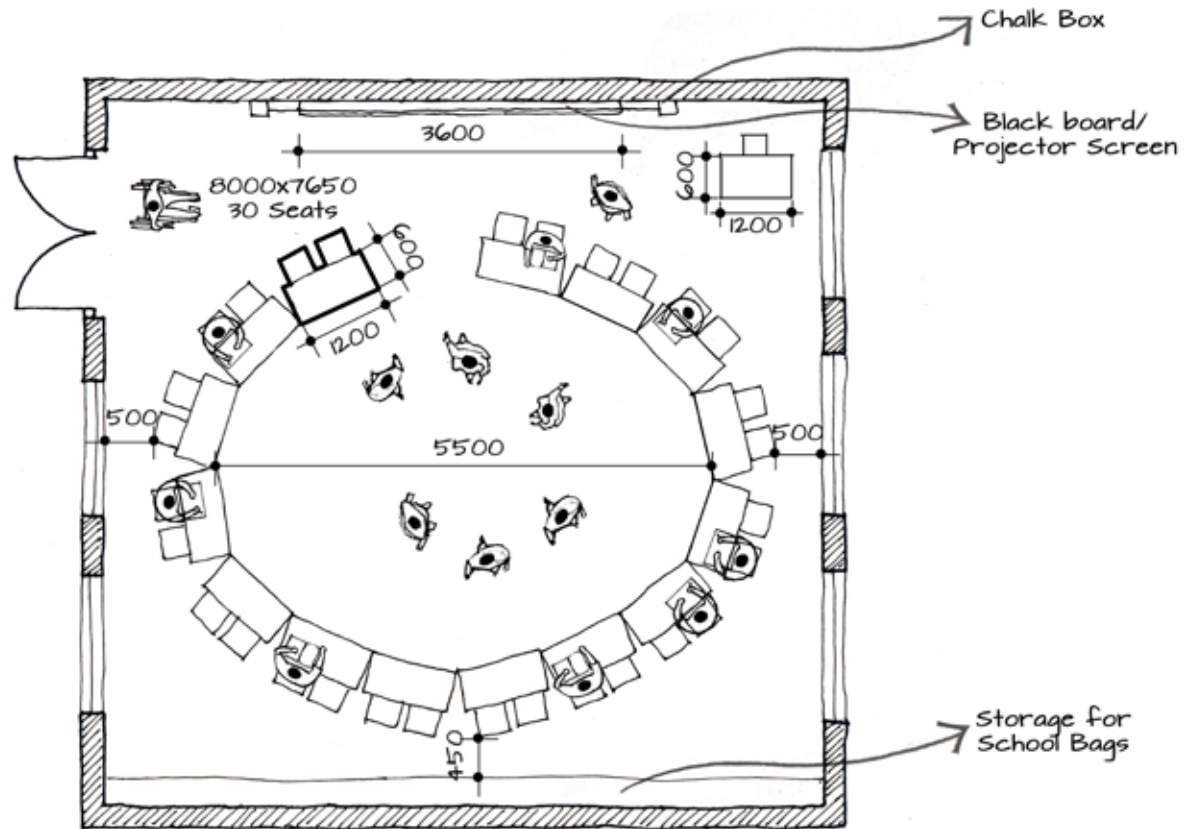 Chalk Box
Black board/
Projector Screen
3600
600
1200
8000x7650
30 Seats
600
1200
500
5500
500
Storage for
School Bags
450